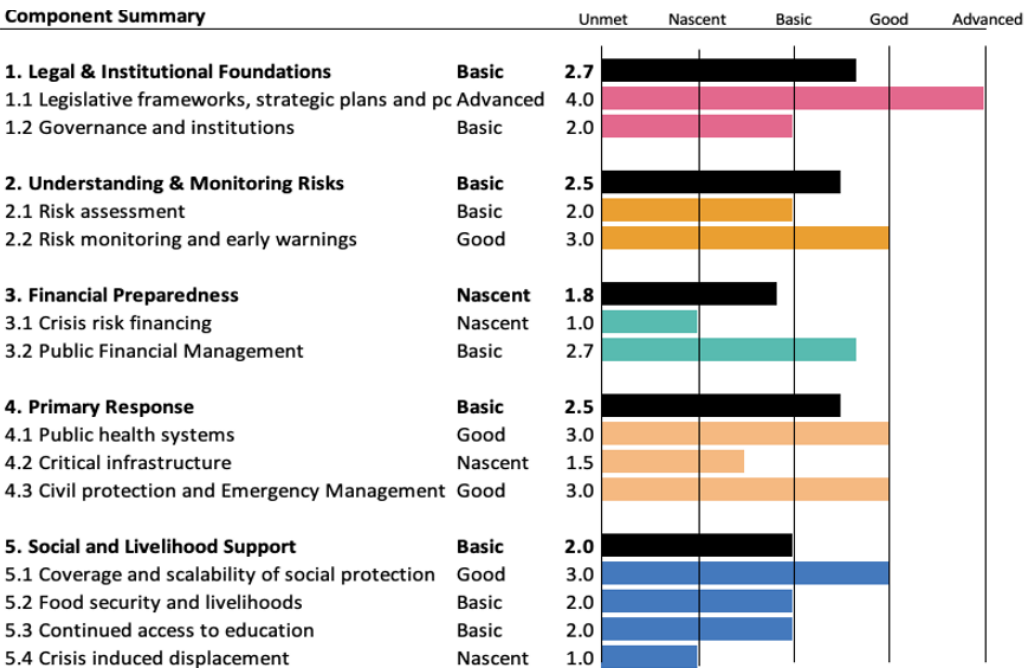 Component Summary Unmet Nascent Basic Good Advanced
1. Legal & Institutional Foundations Basic 2.7
1.1 Legislative frameworks, strategic plans and pc Advanced 4.0
1.2 Governance and institutions Basic 2.0
2. Understanding & Monitoring Risks Basic 2.5
2.1 Risk assessment Basic 2.0
2.2 Risk monitoring and early warnings Good 3.0
3. Financial Preparedness Nascent 1.8
3.1 Crisis risk financing Nascent 1.0
3.2 Public Financial Management Basic 2.7
4. Primary Response Basic 2.5
4.1 Public health systems Good 3.0
4.2 Critical infrastructure Nascent 1.5
4.3 Civil protection and Emergency Management Good 3.0
5. Social and Livelihood Support Basic 2.0
5.1 Coverage and scalability of social protection Good 3.0
5.2 Food security and livelihoods Basic 2.0
5.3 Continued access to education Basic 2.0
5.4 Crisis induced displacement Nascent 1.0